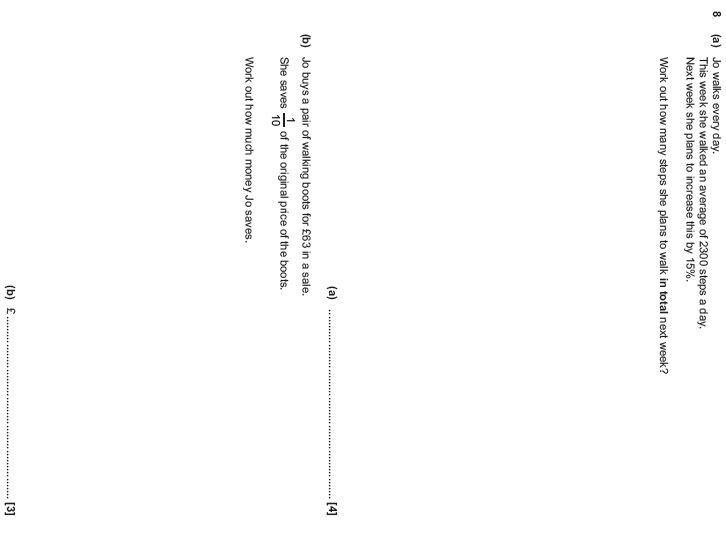 8 (a) Jo walks every day.
This week she walked an average of 2300 steps a day.
Next week she plans to increase this by 15%.
Work out how many steps she plans to walk in total next week?
(a) .................................................... [4]
(b) Jo buys a pair of walking boots for £63 in a sale.
She saves 1/10 of the original price of the boots.
Work out how much money Jo saves.
(b) £.................................................... [3]